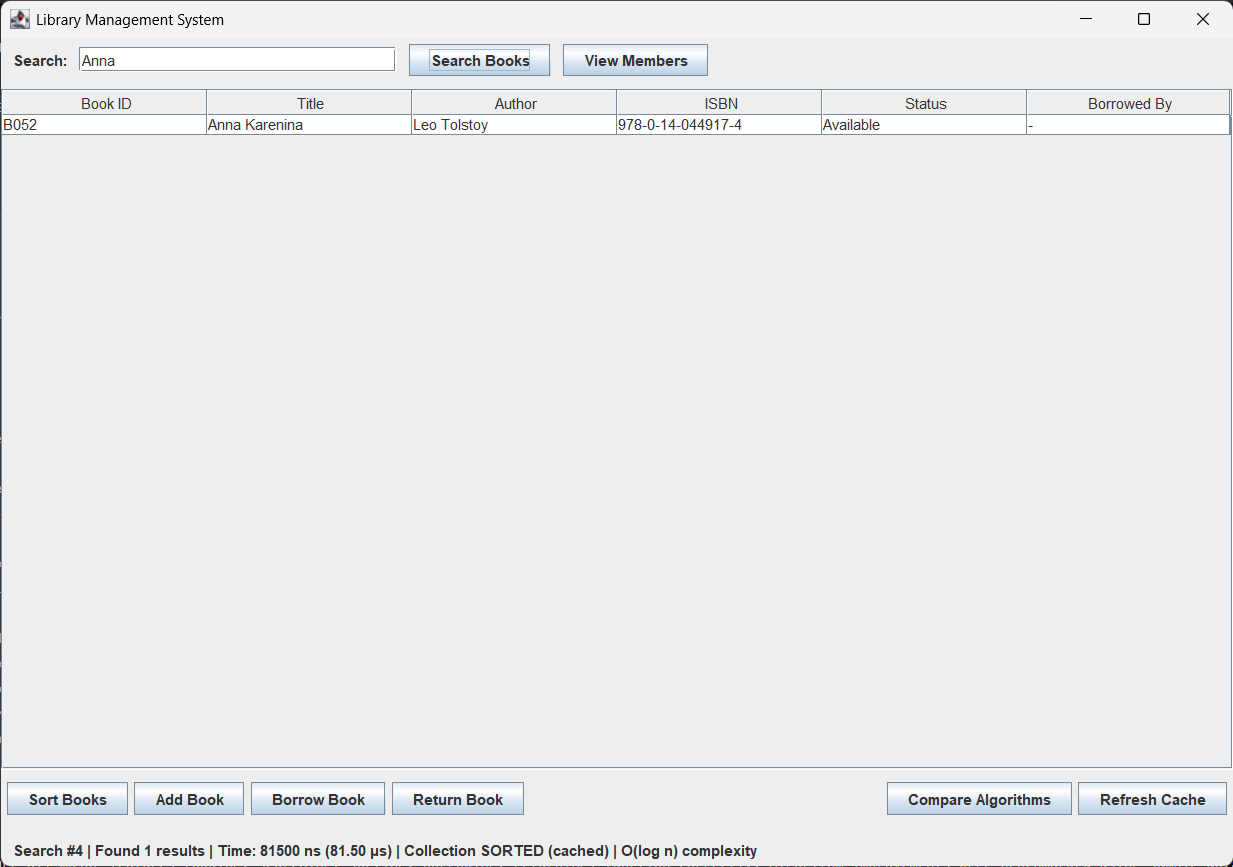 Library Management System
Search: Anna Search Books View Members
Book ID Title Author ISBN Status Borrowed By
B052 Anna Karenina Leo Tolstoy 978-0-14-044917-4 Available -
Sort Books Add Book Borrow Book Return Book Compare Algorithms Refresh Cache
Search #4 | Found 1 results | Time: 81500 ns (81.50 µs) | Collection SORTED (cached) | O(log n) complexity